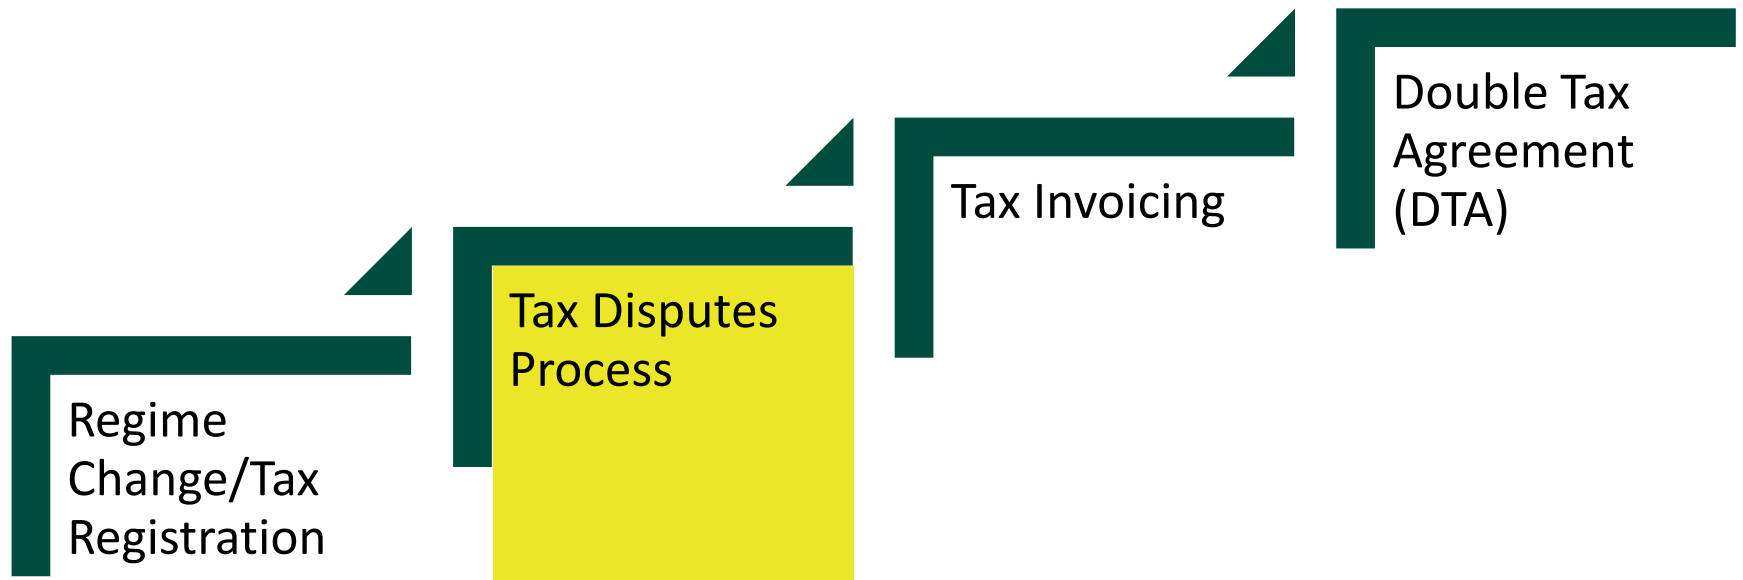 Regime
Change/Tax
Registration
Tax Disputes
Process
Tax Invoicing
Double Tax
Agreement
(DTA)